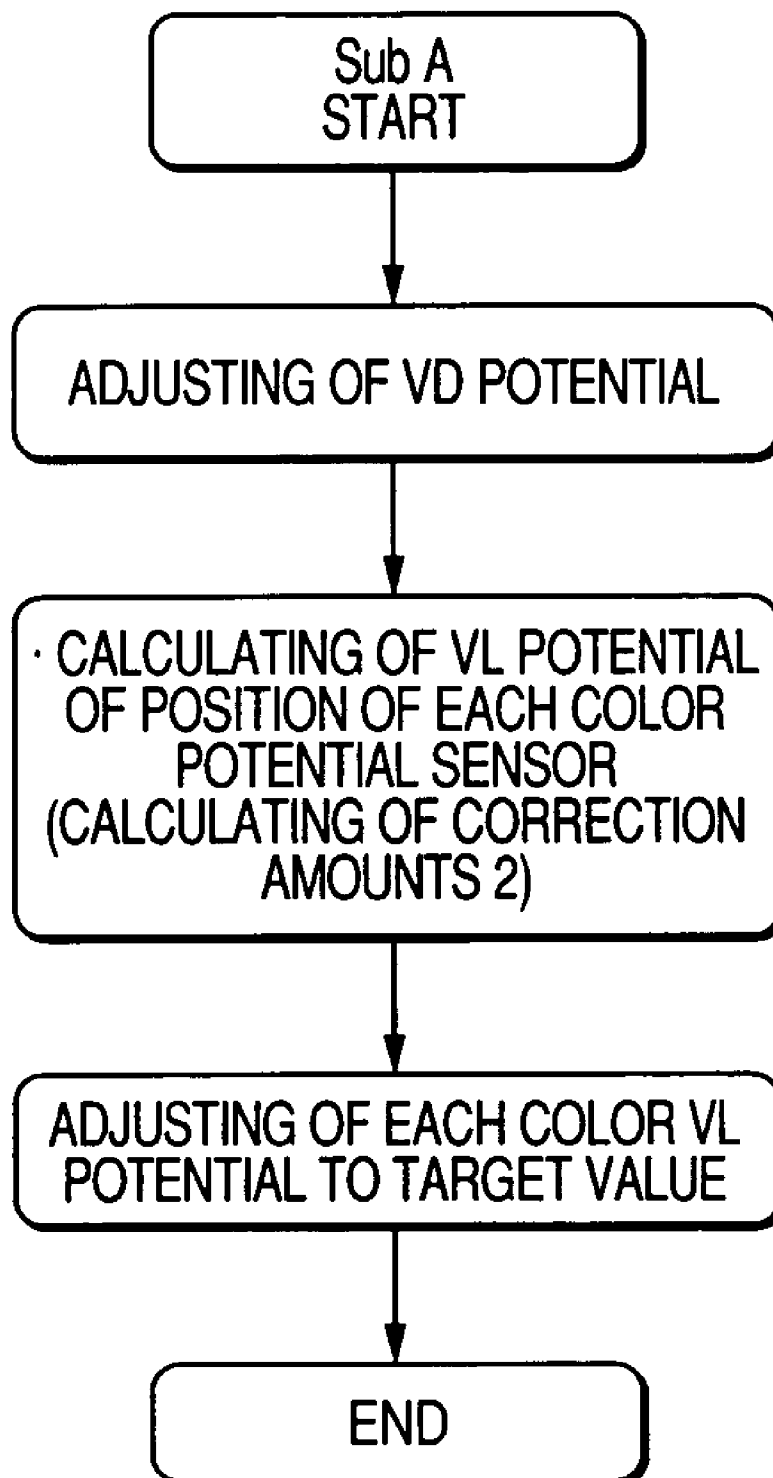 Sub A
START
ADJUSTING OF VD POTENTIAL
· CALCULATING OF VL POTENTIAL
OF POSITION OF EACH COLOR
POTENTIAL SENSOR
(CALCULATING OF CORRECTION
AMOUNTS 2)
ADJUSTING OF EACH COLOR VL
POTENTIAL TO TARGET VALUE
END